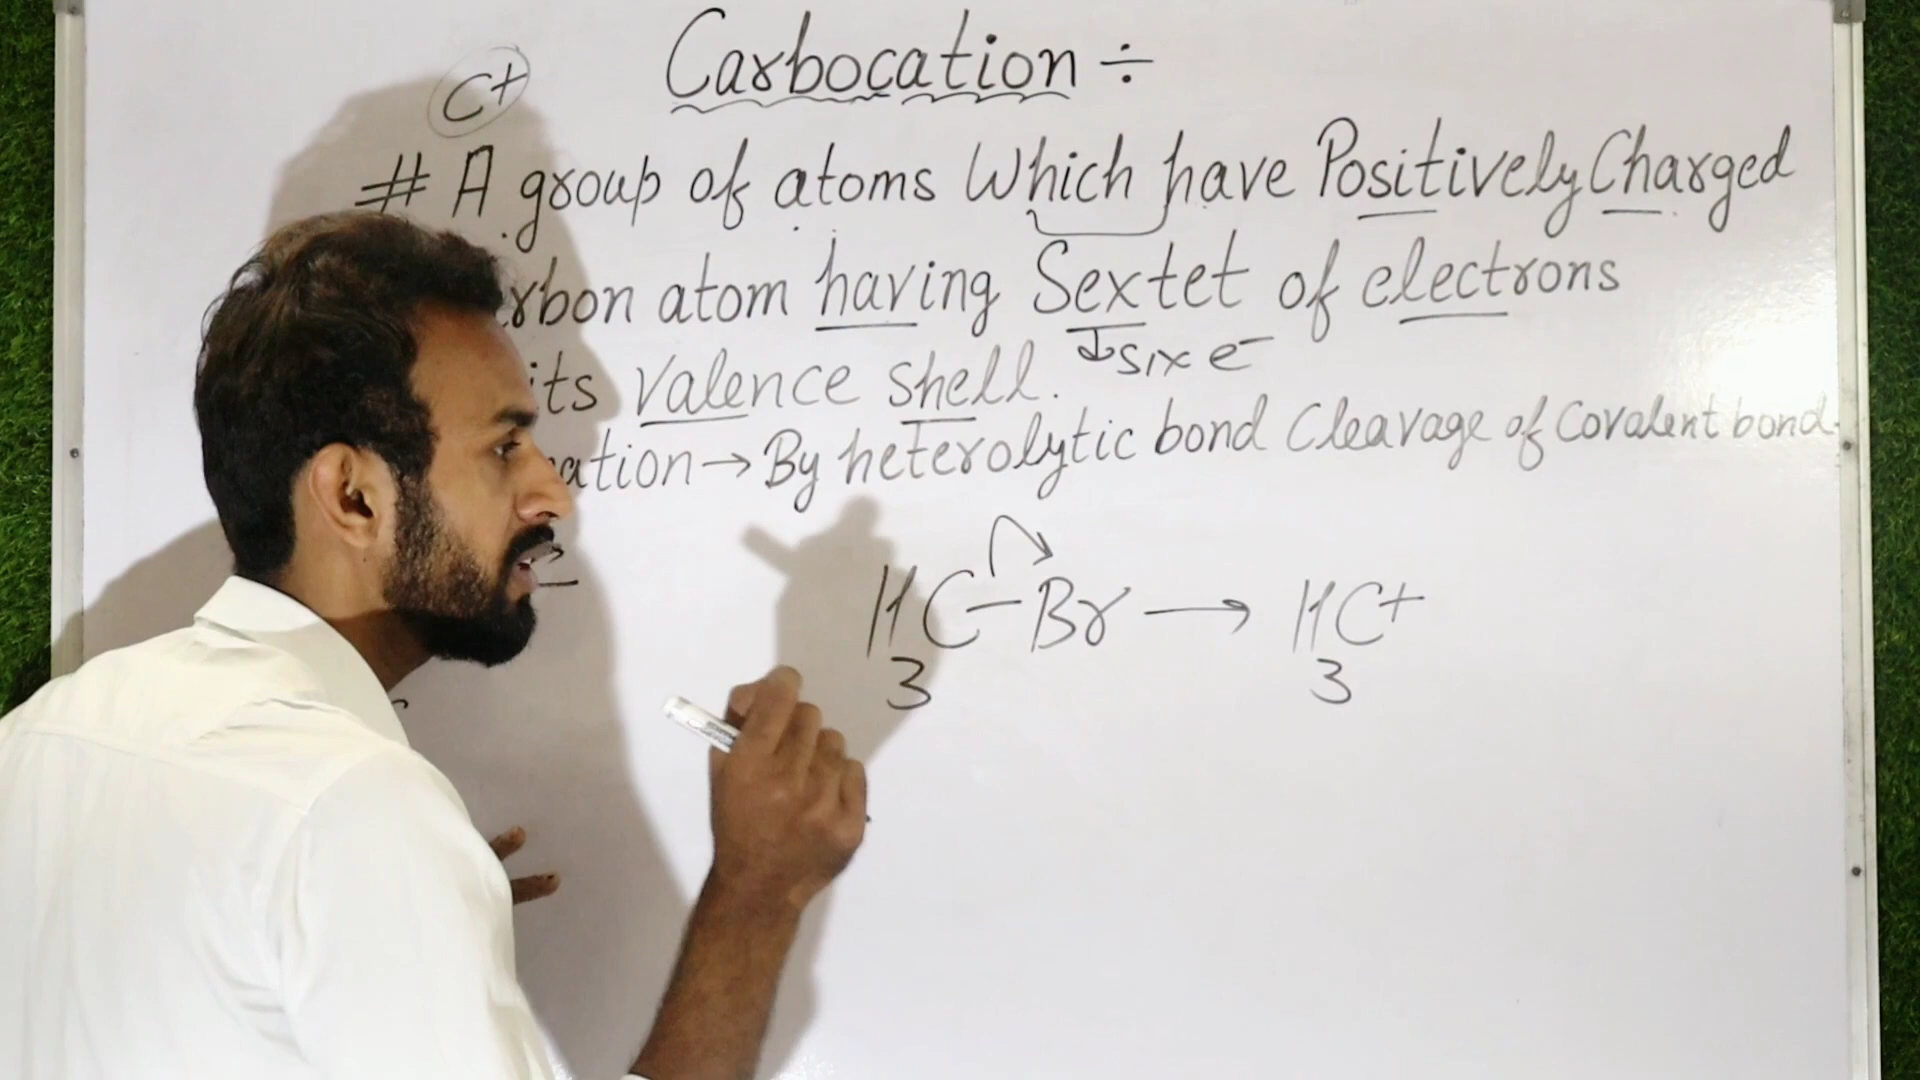 Carbocation ÷
C+
# A group of atoms Which have Positively Charged
rbon atom having Sextet of electrons
↓ six e⁻
its Valence shell.
ation → By heterolytic bond Cleavage of Covalent bond.
H₃C–Br → H₃C+